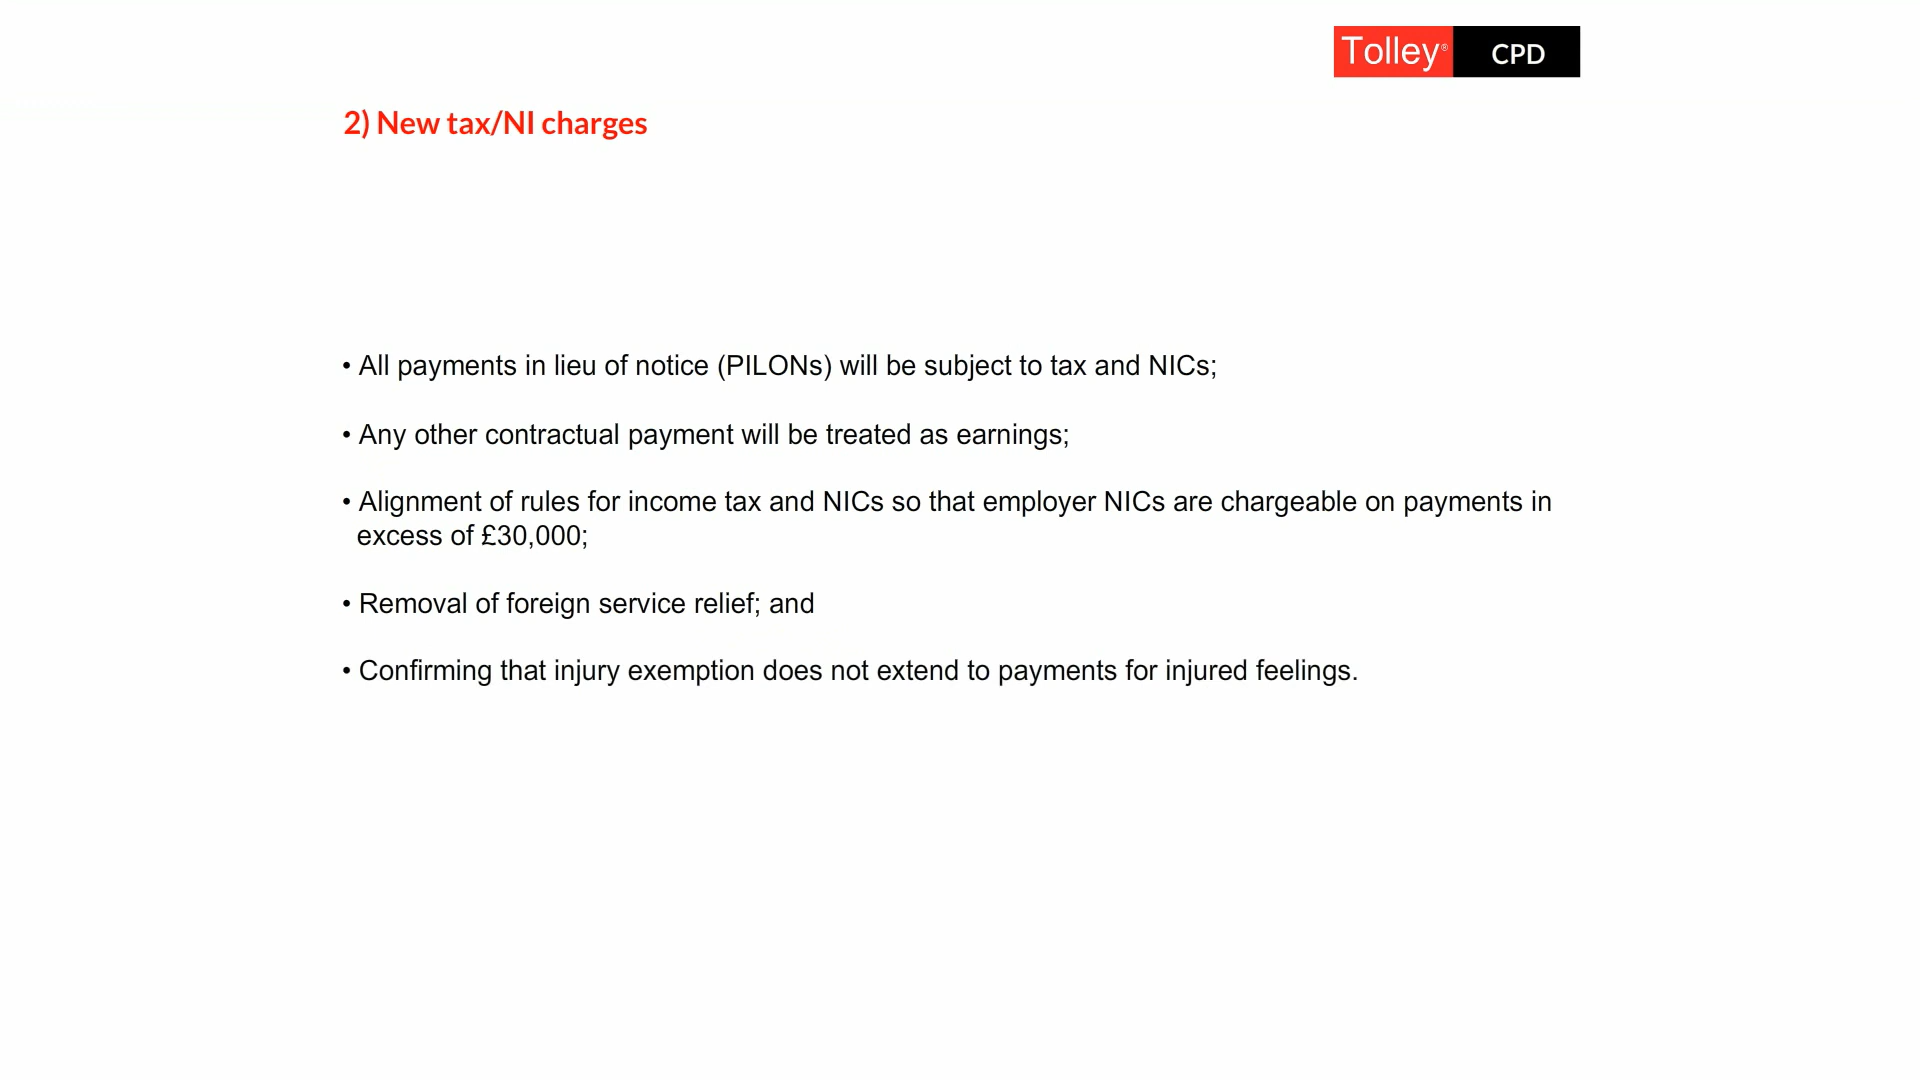 Tolley® CPD
2) New tax/NI charges
• All payments in lieu of notice (PILONs) will be subject to tax and NICs;
• Any other contractual payment will be treated as earnings;
• Alignment of rules for income tax and NICs so that employer NICs are chargeable on payments in
excess of £30,000;
• Removal of foreign service relief; and
• Confirming that injury exemption does not extend to payments for injured feelings.